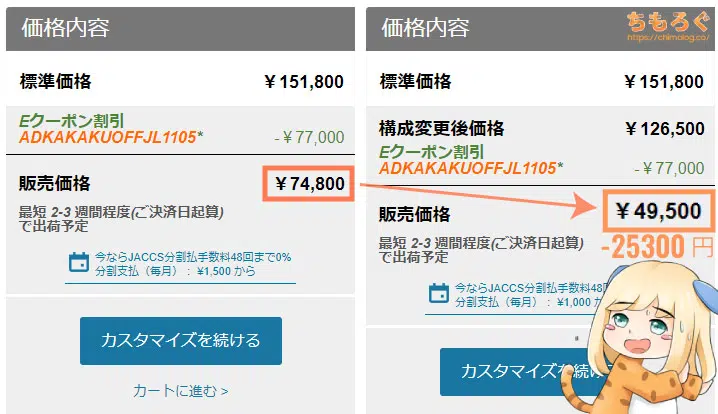 価格内容
標準価格 ￥151,800
Eクーポン割引
ADKAKAKUOFFJL1105* -￥77,000
販売価格 ￥74,800
最短 2-3 週間程度(ご決済日起算)
で出荷予定
今ならJACCS分割払手数料48回まで0%
分割支払（毎月）： ￥1,500 から
カスタマイズを続ける
カートに進む >
価格内容
ちもろぐ
https://chimolog.co/
標準価格 ￥151,800
構成変更後価格 ￥126,500
Eクーポン割引
ADKAKAKUOFFJL1105* -￥77,000
販売価格 ￥49,500
-25300 円
最短 2-3 週間程度(ご決済日起算)
で出荷予定
今ならJACCS分割払手数料48
分割支払（毎月）： ￥1,000 か
カスタマイズを続け